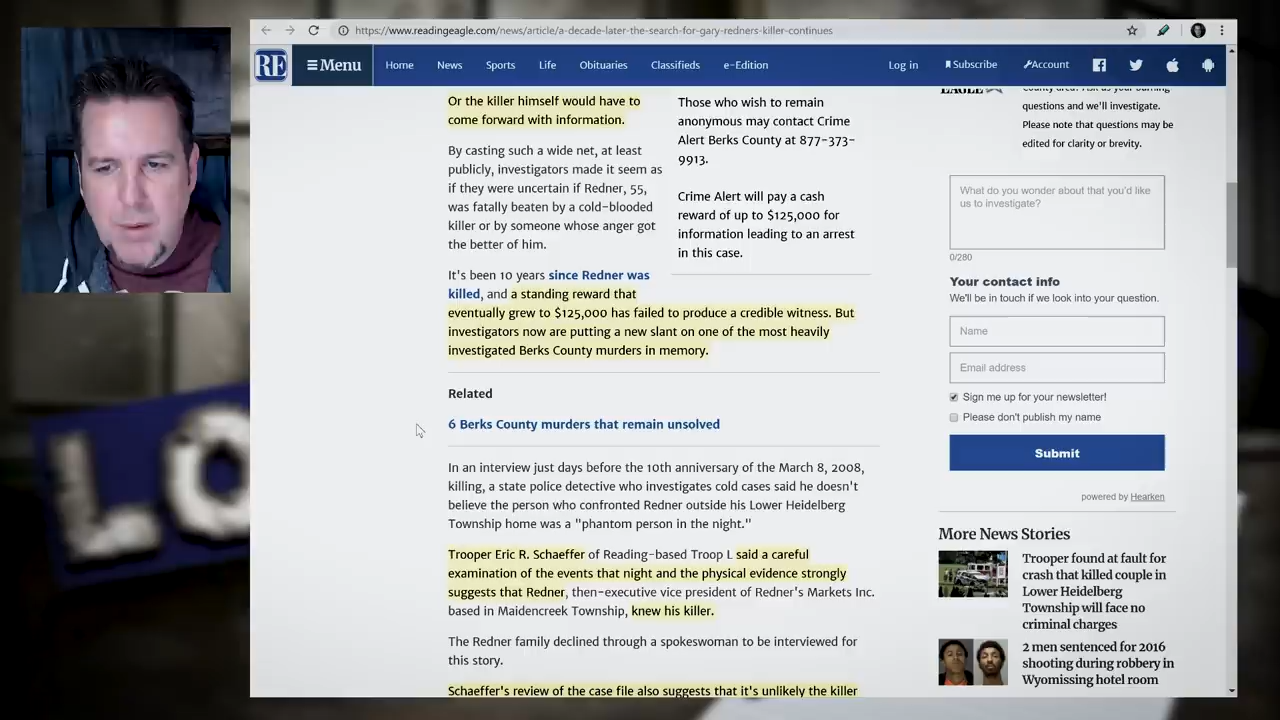 https://www.readingeagle.com/news/article/a-decade-later-the-search-for-gary-redners-killer-continues
RE
Menu
Home
News
Sports
Life
Obituaries
Classifieds
e-Edition
Log in
Subscribe
Account
Or the killer himself would have to
come forward with information.
By casting such a wide net, at least
publicly, investigators made it seem as
if they were uncertain if Redner, 55,
was fatally beaten by a cold-blooded
killer or by someone whose anger got
the better of him.
It's been 10 years since Redner was
killed, and a standing reward that
eventually grew to $125,000 has failed to produce a credible witness. But
investigators now are putting a new slant on one of the most heavily
investigated Berks County murders in memory.
Those who wish to remain
anonymous may contact Crime
Alert Berks County at 877-373-
9913.
Crime Alert will pay a cash
reward of up to $125,000 for
information leading to an arrest
in this case.
Related
6 Berks County murders that remain unsolved
In an interview just days before the 10th anniversary of the March 8, 2008,
killing, a state police detective who investigates cold cases said he doesn't
believe the person who confronted Redner outside his Lower Heidelberg
Township home was a "phantom person in the night."
Trooper Eric R. Schaeffer of Reading-based Troop L said a careful
examination of the events that night and the physical evidence strongly
suggests that Redner, then-executive vice president of Redner's Markets Inc.
based in Maidencreek Township, knew his killer.
The Redner family declined through a spokeswoman to be interviewed for
this story.
Schaeffer's review of the case file also suggests that it's unlikely the killer
EAGLE
questions and we'll investigate.
Please note that questions may be
edited for clarity or brevity.
What do you wonder about that you'd like
us to investigate?
0/280
Your contact info
We'll be in touch if we look into your question.
Name
Email address
Sign me up for your newsletter!
Please don't publish my name
Submit
powered by Hearken
More News Stories
Trooper found at fault for
crash that killed couple in
Lower Heidelberg
Township will face no
criminal charges
2 men sentenced for 2016
shooting during robbery in
Wyomissing hotel room
LO